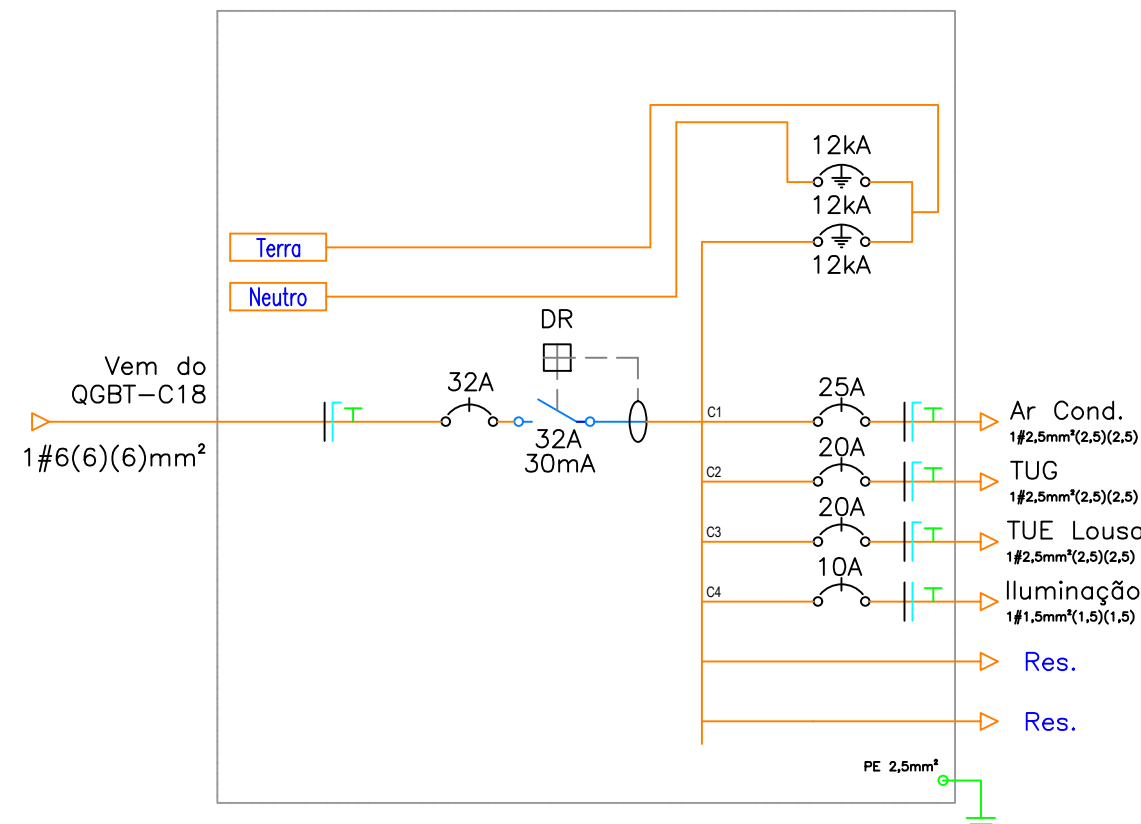 12kA
12kA
12kA
Terra
Neutro
DR
Vem do
QGBT-C18
1#6(6)(6)mm²
32A
32A
30mA
C1
25A
Ar Cond.
1#2,5mm²(2,5)(2,5)
C2
20A
TUG
1#2,5mm²(2,5)(2,5)
C3
20A
TUE Lousa
1#2,5mm²(2,5)(2,5)
C4
10A
Iluminação
1#1,5mm²(1,5)(1,5)
Res.
Res.
PE 2,5mm²